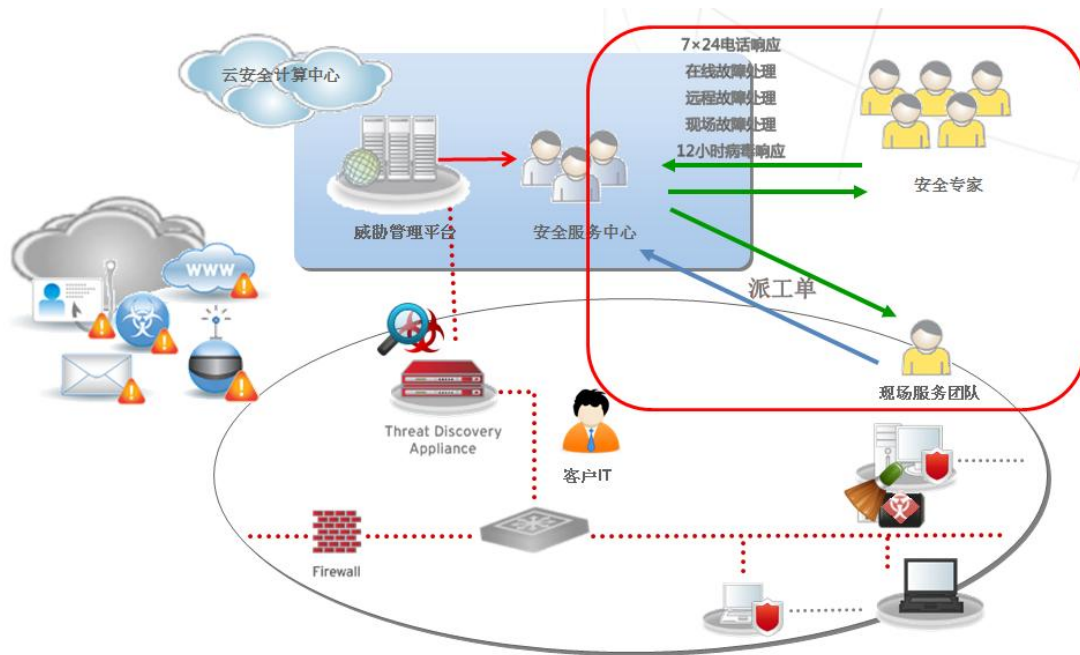 云安全计算中心
7×24电话响应
在线故障处理
远程故障处理
现场故障处理
12小时病毒响应
安全专家
威胁管理平台
安全服务中心
WWW
派工单
现场服务团队
Threat Discovery
Appliance
客户IT
Firewall